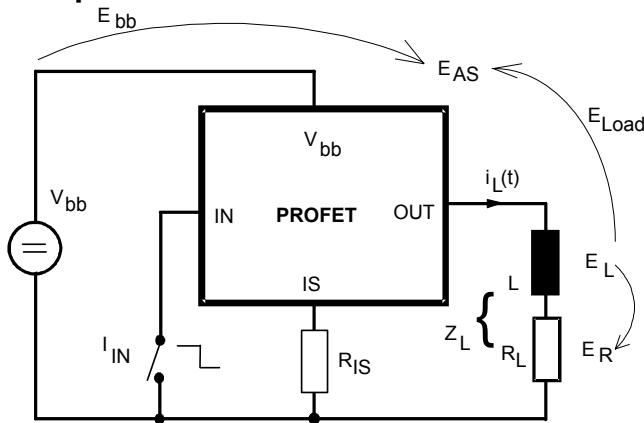 E bb
E AS
E Load
V bb
V bb
i L(t)
IN
PROFET
OUT
IS
L
E L
Z L
{
R L
E R
I IN
R IS